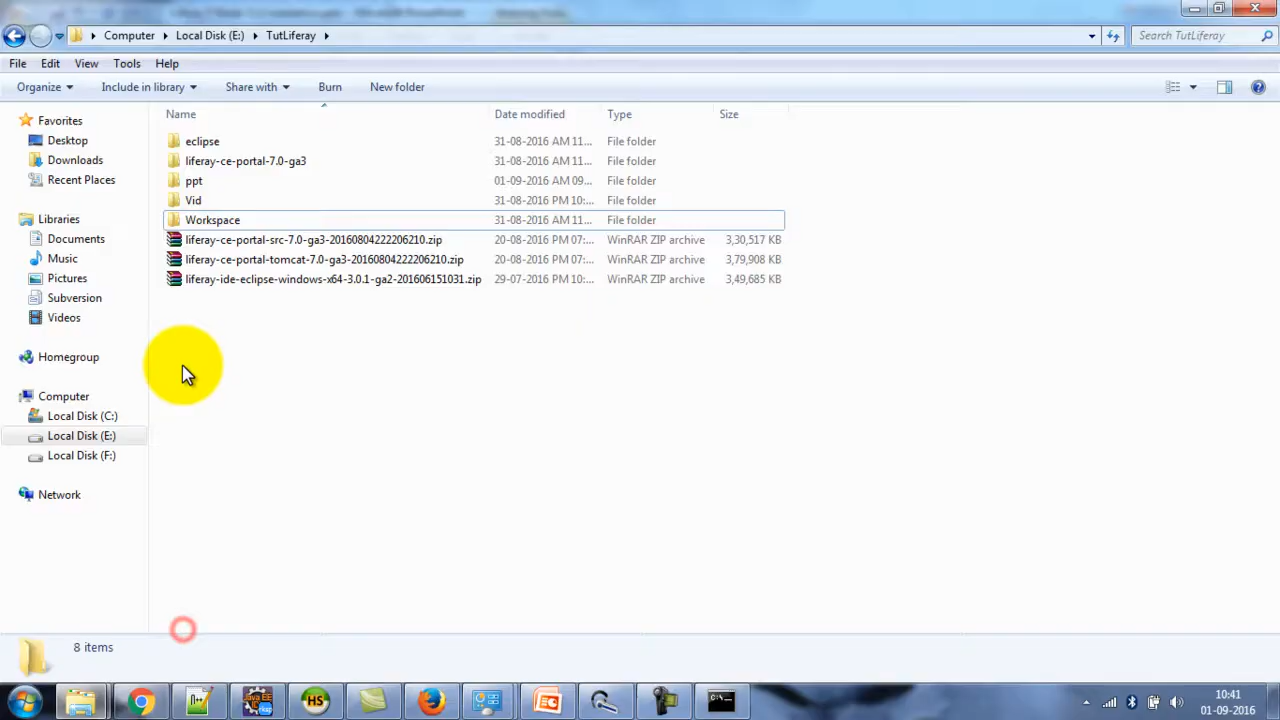 Computer Local Disk (E:) TutLiferay
Search TutLiferay
File Edit View Tools Help
Organize Include in library Share with Burn New folder
Name Date modified Type Size
Favorites
Desktop
Downloads
Recent Places
Libraries
Documents
Music
Pictures
Subversion
Videos
Homegroup
Computer
Local Disk (C:)
Local Disk (E:)
Local Disk (F:)
Network
eclipse 31-08-2016 AM 11... File folder
liferay-ce-portal-7.0-ga3 31-08-2016 AM 11... File folder
ppt 01-09-2016 AM 09... File folder
Vid 31-08-2016 PM 10:... File folder
Workspace 31-08-2016 AM 11... File folder
liferay-ce-portal-src-7.0-ga3-20160804222206210.zip 20-08-2016 PM 07:... WinRAR ZIP archive 3,30,517 KB
liferay-ce-portal-tomcat-7.0-ga3-20160804222206210.zip 20-08-2016 PM 07:... WinRAR ZIP archive 3,79,908 KB
liferay-ide-eclipse-windows-x64-3.0.1-ga2-201606151031.zip 29-07-2016 PM 10:... WinRAR ZIP archive 3,49,685 KB
8 items
Java EE
HS
10:41
01-09-2016